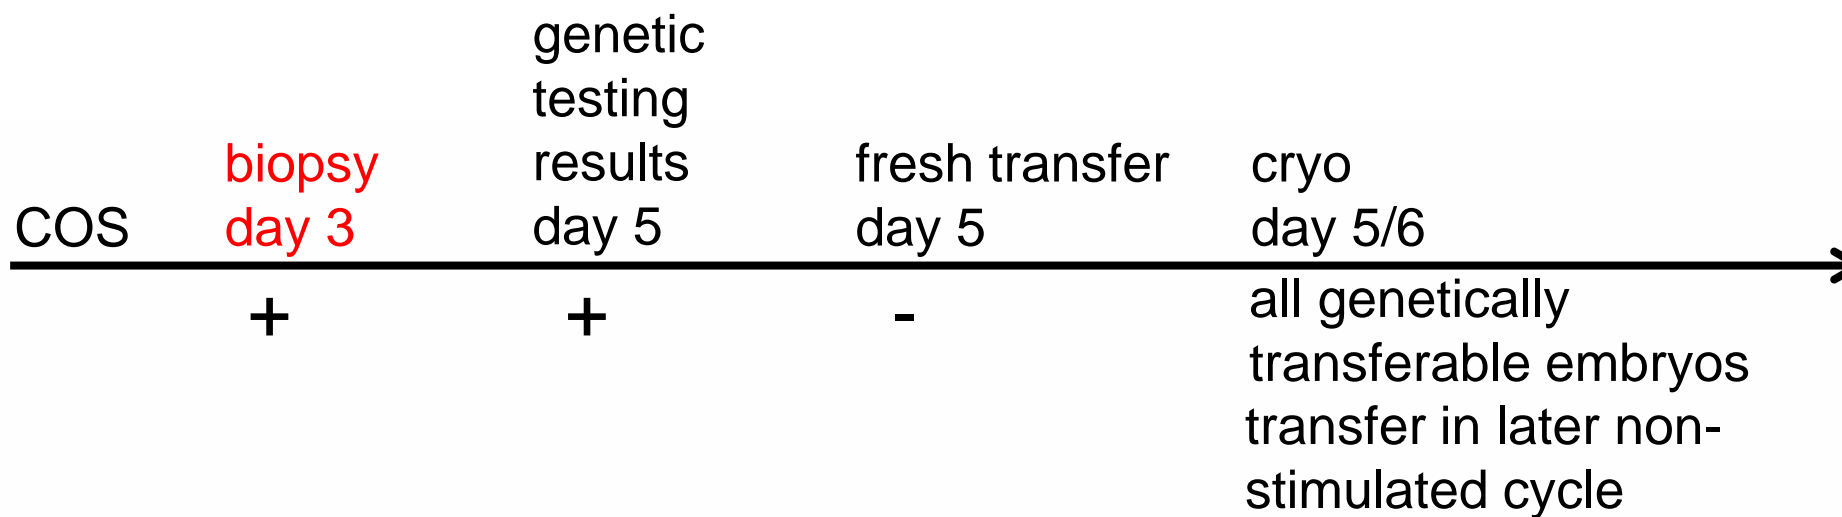 COS
biopsy
day 3
genetic
testing
results
day 5
fresh transfer
day 5
cryo
day 5/6
+
+
-
all genetically
transferable embryos
transfer in later non-
stimulated cycle